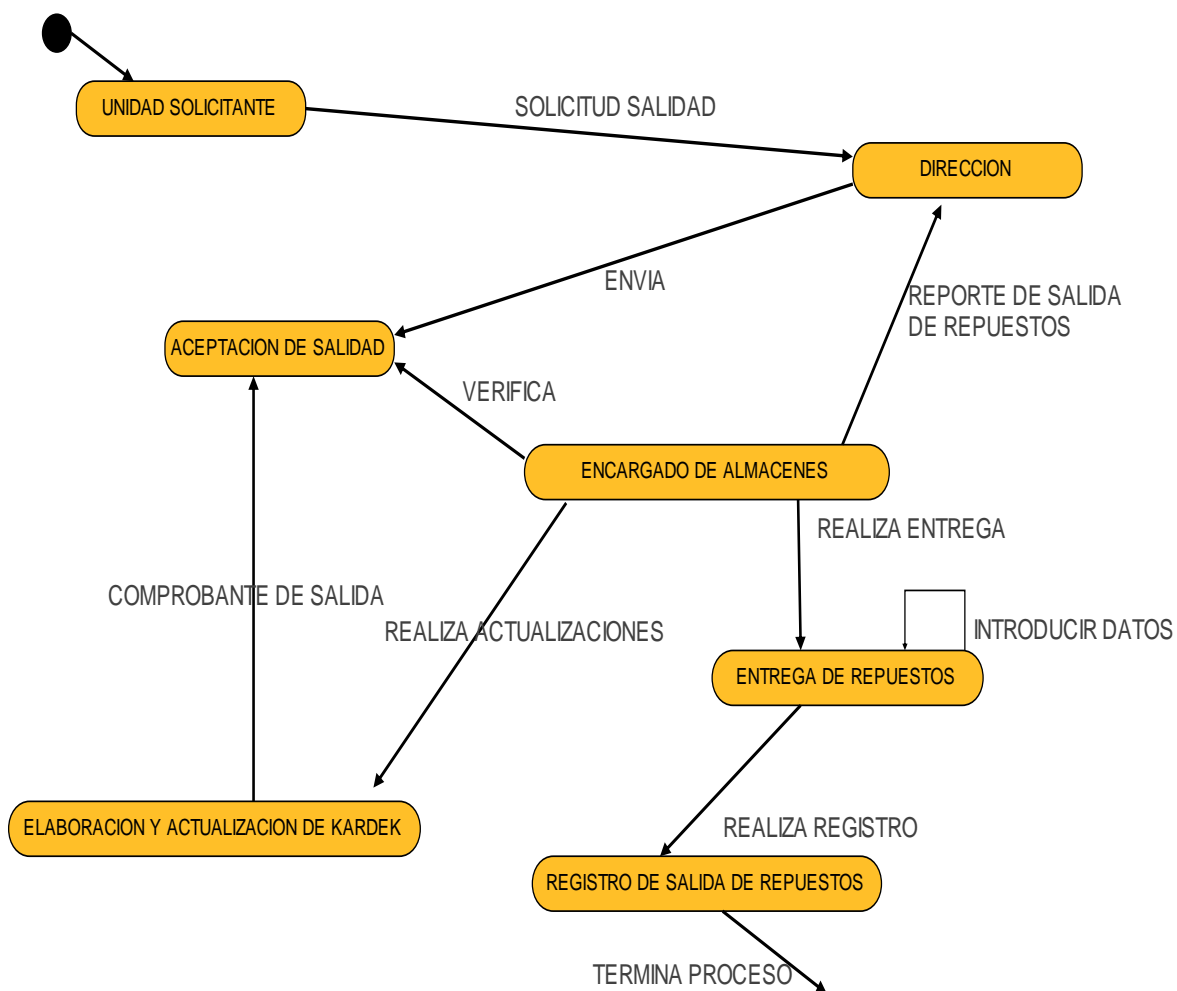 UNIDAD SOLICITANTE
SOLICITUD SALIDAD
DIRECCION
ENVIA
REPORTE DE SALIDA
DE REPUESTOS
ACEPTACION DE SALIDAD
VERIFICA
ENCARGADO DE ALMACENES
REALIZA ENTREGA
COMPROBANTE DE SALIDA
REALIZA ACTUALIZACIONES
INTRODUCIR DATOS
ENTREGA DE REPUESTOS
ELABORACION Y ACTUALIZACION DE KARDEK
REALIZA REGISTRO
REGISTRO DE SALIDA DE REPUESTOS
TERMINA PROCESO